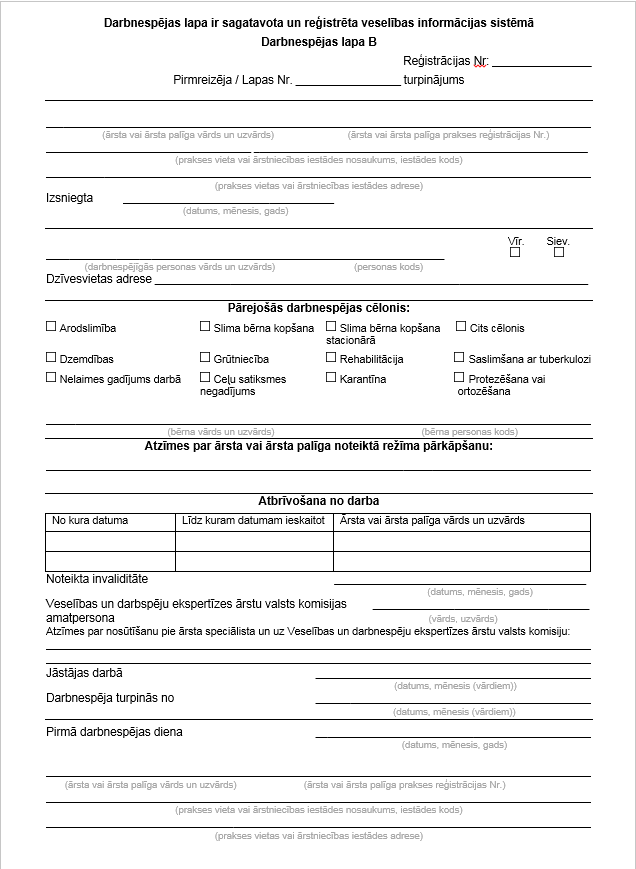 Darbnespējas lapa ir sagatavota un reģistrēta veselības informācijas sistēmā
Darbnespējas lapa B
Reģistrācijas Nr: _______________
Pirmreizēja / Lapas Nr. ________________ turpinājums
(ārsta vai ārsta palīga vārds un uzvārds) (ārsta vai ārsta palīga prakses reģistrācijas Nr.)
(prakses vieta vai ārstniecības iestādes nosaukums, iestādes kods)
(prakses vietas vai ārstniecības iestādes adrese)
Izsniegta
(datums, mēnesis, gads)
Vīr. Siev.
(darbnespējīgās personas vārds un uzvārds) (personas kods)
Dzīvesvietas adrese
Pārejošās darbnespējas cēlonis:
☐ Arodslimība ☐ Slima bērna kopšana ☐ Slima bērna kopšana stacionārā ☐ Cits cēlonis
☐ Dzemdības ☐ Grūtniecība ☐ Rehabilitācija ☐ Saslimšana ar tuberkulozi
☐ Nelaimes gadījums darbā ☐ Ceļu satiksmes negadījums ☐ Karantīna ☐ Protezēšana vai ortozēšana
(bērna vārds un uzvārds) (bērna personas kods)
Atzīmes par ārsta vai ārsta palīga noteiktā režīma pārkāpšanu:
Atbrīvošana no darba
No kura datuma Līdz kuram datumam ieskaitot Ārsta vai ārsta palīga vārds un uzvārds
Noteikta invaliditāte
(datums, mēnesis, gads)
Veselības un darbspēju ekspertīzes ārstu valsts komisijas
amatpersona (vārds, uzvārds)
Atzīmes par nosūtīšanu pie ārsta speciālista un uz Veselības un darbnespēju ekspertīzes ārstu valsts komisiju:
Jāstājas darbā
(datums, mēnesis (vārdiem))
Darbnespēja turpinās no
(datums, mēnesis (vārdiem))
Pirmā darbnespējas diena
(datums, mēnesis, gads)
(ārsta vai ārsta palīga vārds un uzvārds) (ārsta vai ārsta palīga prakses reģistrācijas Nr.)
(prakses vieta vai ārstniecības iestādes nosaukums, iestādes kods)
(prakses vietas vai ārstniecības iestādes adrese)